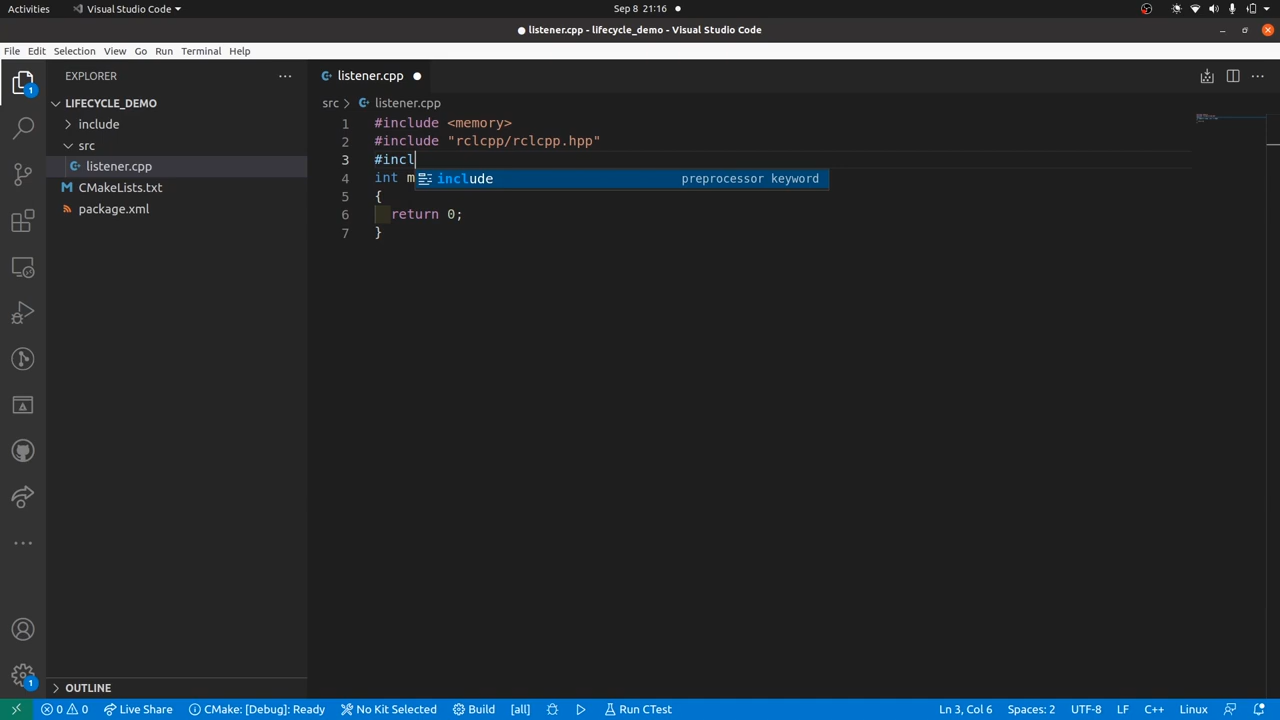 Activities
Visual Studio Code
Sep 8 21:16
listener.cpp - lifecycle_demo - Visual Studio Code
File Edit Selection View Go Run Terminal Help
EXPLORER
LIFECYCLE_DEMO
include
src
listener.cpp
CMakeLists.txt
package.xml
OUTLINE
1
1
listener.cpp
src > listener.cpp
1 #include <memory>
2 #include "rclcpp/rclcpp.hpp"
3 #incl
include preprocessor keyword
4 int m
5 {
6 return 0;
7 }
0 0 Live Share CMake: [Debug]: Ready No Kit Selected Build [all] Run CTest Ln 3, Col 6 Spaces: 2 UTF-8 LF C++ Linux